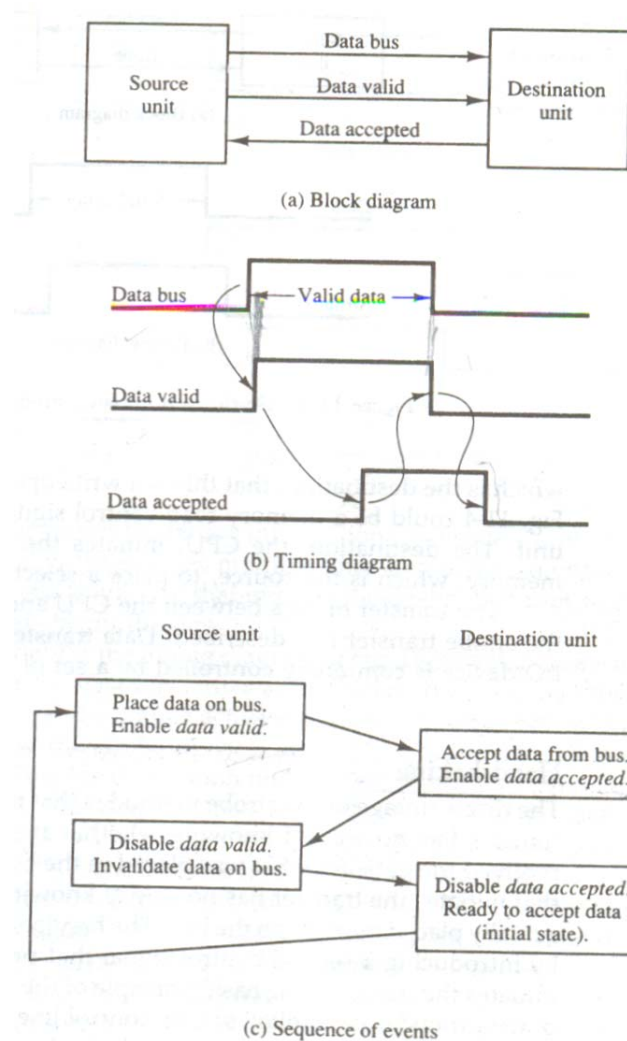 Source
unit
Data bus
Data valid
Data accepted
Destination
unit
(a) Block diagram
Data bus
Valid data
Data valid
Data accepted
(b) Timing diagram
Source unit
Destination unit
Place data on bus.
Enable data valid.
Accept data from bus.
Enable data accepted.
Disable data valid.
Invalidate data on bus.
Disable data accepted.
Ready to accept data
(initial state).
(c) Sequence of events